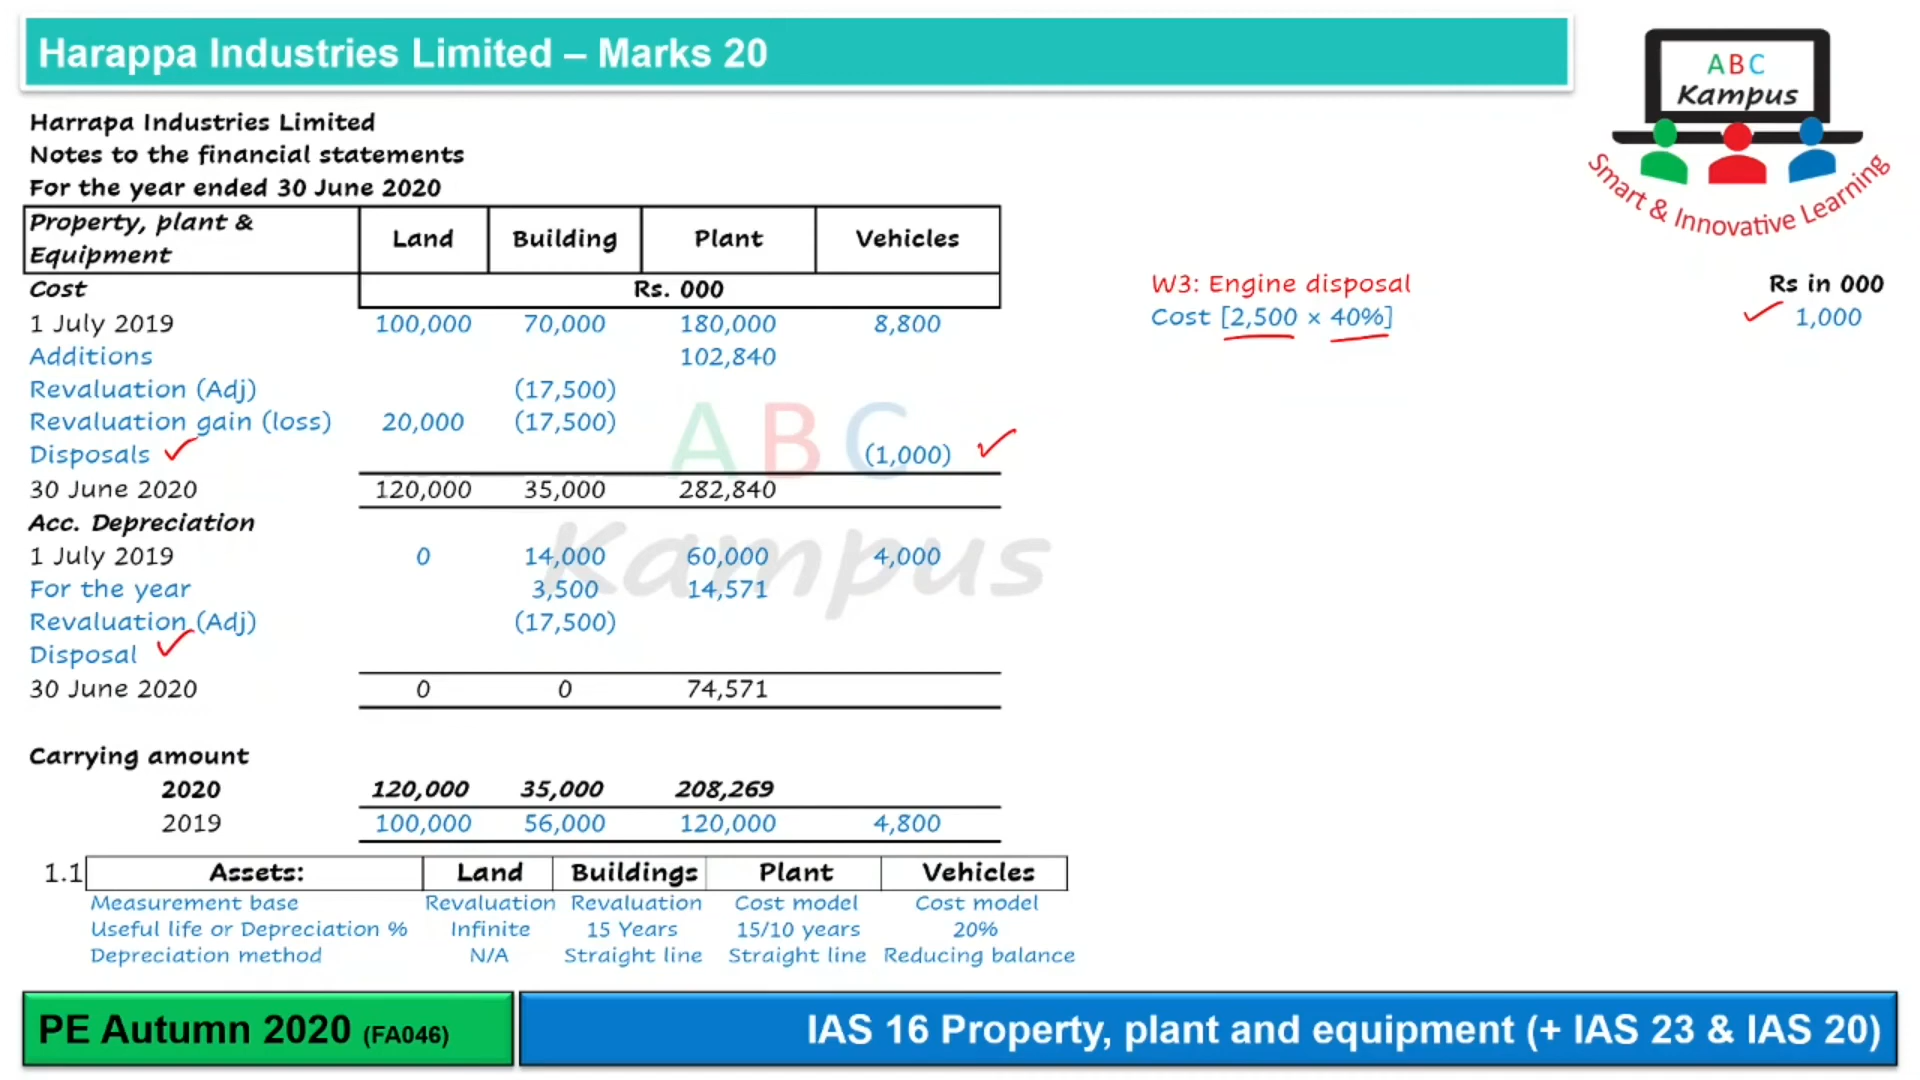 Harappa Industries Limited – Marks 20
ABC
Kampus
Smart & Innovative Learning
Harrapa Industries Limited
Notes to the financial statements
For the year ended 30 June 2020
Property, plant & Equipment Land Building Plant Vehicles
Cost Rs. 000
1 July 2019 100,000 70,000 180,000 8,800
Additions 102,840
Revaluation (Adj) (17,500)
Revaluation gain (loss) 20,000 (17,500)
Disposals (1,000)
30 June 2020 120,000 35,000 282,840
Acc. Depreciation
1 July 2019 0 14,000 60,000 4,000
For the year 3,500 14,571
Revaluation (Adj) (17,500)
Disposal
30 June 2020 0 0 74,571
Carrying amount
2020 120,000 35,000 208,269
2019 100,000 56,000 120,000 4,800
1.1 Assets: Land Buildings Plant Vehicles
Measurement base Revaluation Revaluation Cost model Cost model
Useful life or Depreciation % Infinite 15 Years 15/10 years 20%
Depreciation method N/A Straight line Straight line Reducing balance
W3: Engine disposal Rs in 000
Cost [2,500 × 40%] 1,000
ABC
Kampus
PE Autumn 2020 (FA046)
IAS 16 Property, plant and equipment (+ IAS 23 & IAS 20)